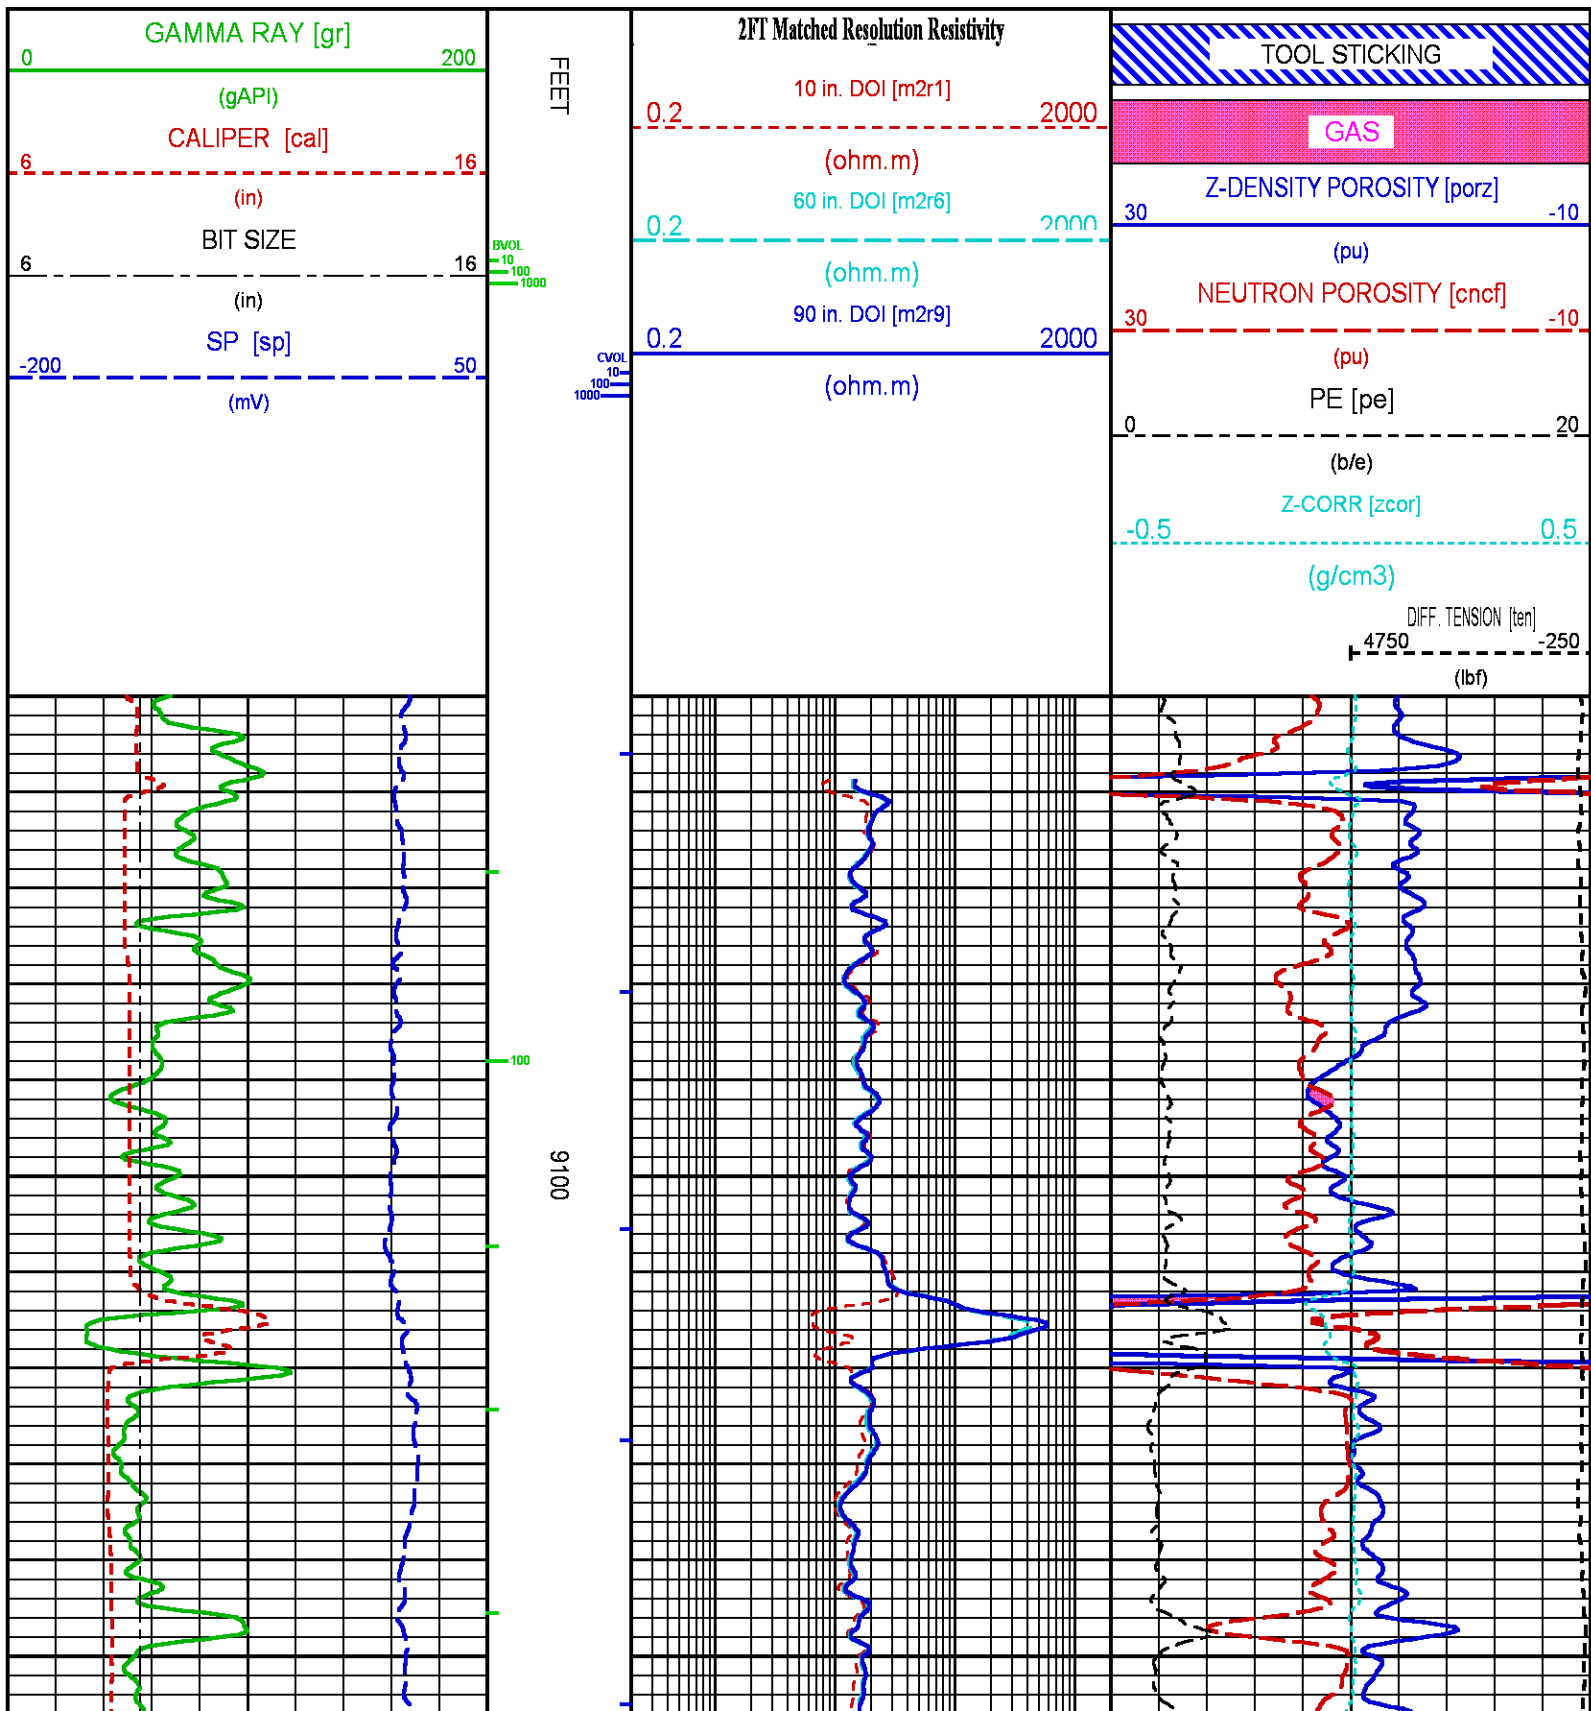 GAMMA RAY [gr]
0 200
(gAPI)
CALIPER [cal]
6 16
(in)
BIT SIZE
6 16
(in)
SP [sp]
-200 50
(mV)
FEET
BVOL
10
100
1000
CVOL
10
100
1000
2FT Matched Resolution Resistivity
10 in. DOI [m2r1]
0.2 2000
(ohm.m)
60 in. DOI [m2r6]
0.2 2000
(ohm.m)
90 in. DOI [m2r9]
0.2 2000
(ohm.m)
TOOL STICKING
GAS
Z-DENSITY POROSITY [porz]
30 -10
(pu)
NEUTRON POROSITY [cncf]
30 -10
(pu)
PE [pe]
0 20
(b/e)
Z-CORR [zcor]
-0.5 0.5
(g/cm3)
DIFF. TENSION [ten]
4750 -250
(lbf)
100
9100